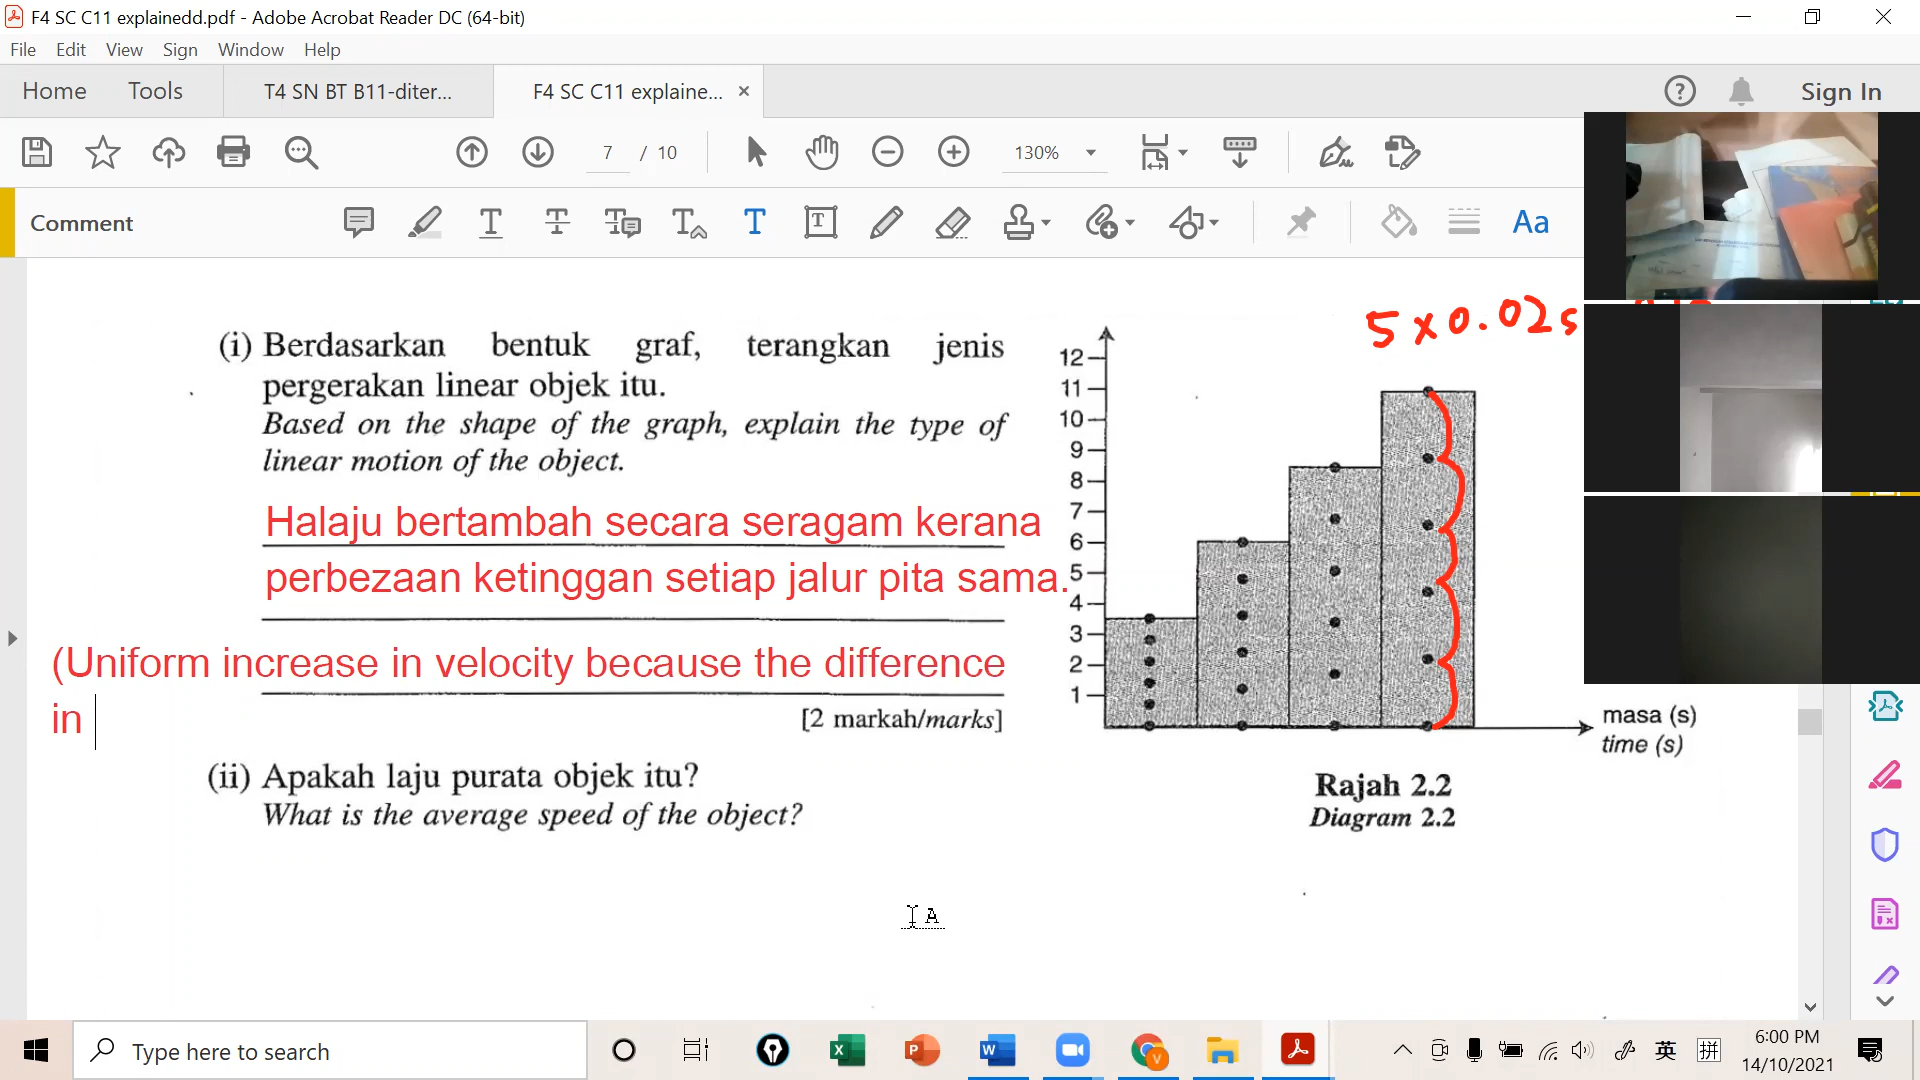 F4 SC C11 explainedd.pdf - Adobe Acrobat Reader DC (64-bit)
File Edit View Sign Window Help
Home Tools T4 SN BT B11-diter... F4 SC C11 explaine... × Sign In
7 / 10 130%
Comment
5 × 0.02s
(i) Berdasarkan bentuk graf, terangkan jenis
pergerakan linear objek itu.
Based on the shape of the graph, explain the type of
linear motion of the object.
Halaju bertambah secara seragam kerana
perbezaan ketinggan setiap jalur pita sama.
(Uniform increase in velocity because the difference
in
[2 markah/marks]
(ii) Apakah laju purata objek itu?
What is the average speed of the object?
12
11
10
9
8
7
6
5
4
3
2
1
masa (s)
time (s)
Rajah 2.2
Diagram 2.2
Type here to search
英 拼
6:00 PM
14/10/2021